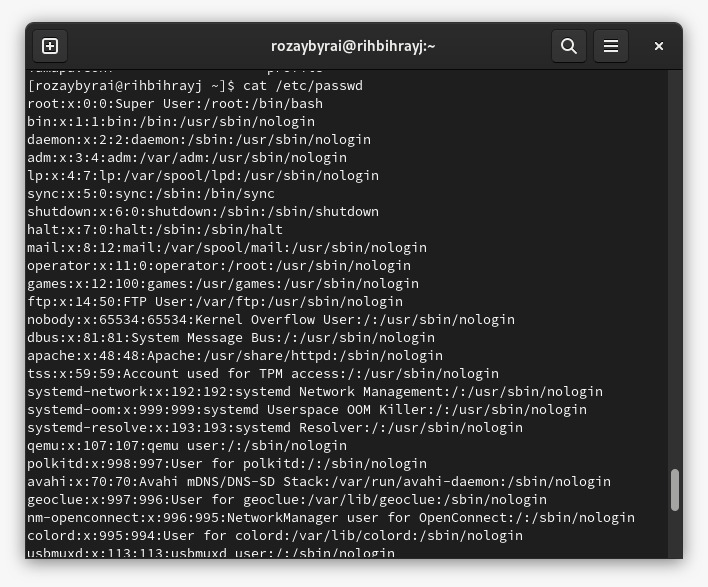 rozaybyrai@rihbihrayj:~
[rozaybyrai@rihbihrayj ~]$ cat /etc/passwd
root:x:0:0:Super User:/root:/bin/bash
bin:x:1:1:bin:/bin:/usr/sbin/nologin
daemon:x:2:2:daemon:/sbin:/usr/sbin/nologin
adm:x:3:4:adm:/var/adm:/usr/sbin/nologin
lp:x:4:7:lp:/var/spool/lpd:/usr/sbin/nologin
sync:x:5:0:sync:/sbin:/bin/sync
shutdown:x:6:0:shutdown:/sbin:/sbin/shutdown
halt:x:7:0:halt:/sbin:/sbin/halt
mail:x:8:12:mail:/var/spool/mail:/usr/sbin/nologin
operator:x:11:0:operator:/root:/usr/sbin/nologin
games:x:12:100:games:/usr/games:/usr/sbin/nologin
ftp:x:14:50:FTP User:/var/ftp:/usr/sbin/nologin
nobody:x:65534:65534:Kernel Overflow User:/:/usr/sbin/nologin
dbus:x:81:81:System Message Bus:/:/usr/sbin/nologin
apache:x:48:48:Apache:/usr/share/httpd:/sbin/nologin
tss:x:59:59:Account used for TPM access:/:/usr/sbin/nologin
systemd-network:x:192:192:systemd Network Management:/:/usr/sbin/nologin
systemd-oom:x:999:999:systemd Userspace OOM Killer:/:/usr/sbin/nologin
systemd-resolve:x:193:193:systemd Resolver:/:/usr/sbin/nologin
qemu:x:107:107:qemu user:/:/sbin/nologin
polkitd:x:998:997:User for polkitd:/:/sbin/nologin
avahi:x:70:70:Avahi mDNS/DNS-SD Stack:/var/run/avahi-daemon:/sbin/nologin
geoclue:x:997:996:User for geoclue:/var/lib/geoclue:/sbin/nologin
nm-openconnect:x:996:995:NetworkManager user for OpenConnect:/:/sbin/nologin
colord:x:995:994:User for colord:/var/lib/colord:/sbin/nologin
usbmuxd:x:113:113:usbmuxd user:/:/sbin/nologin